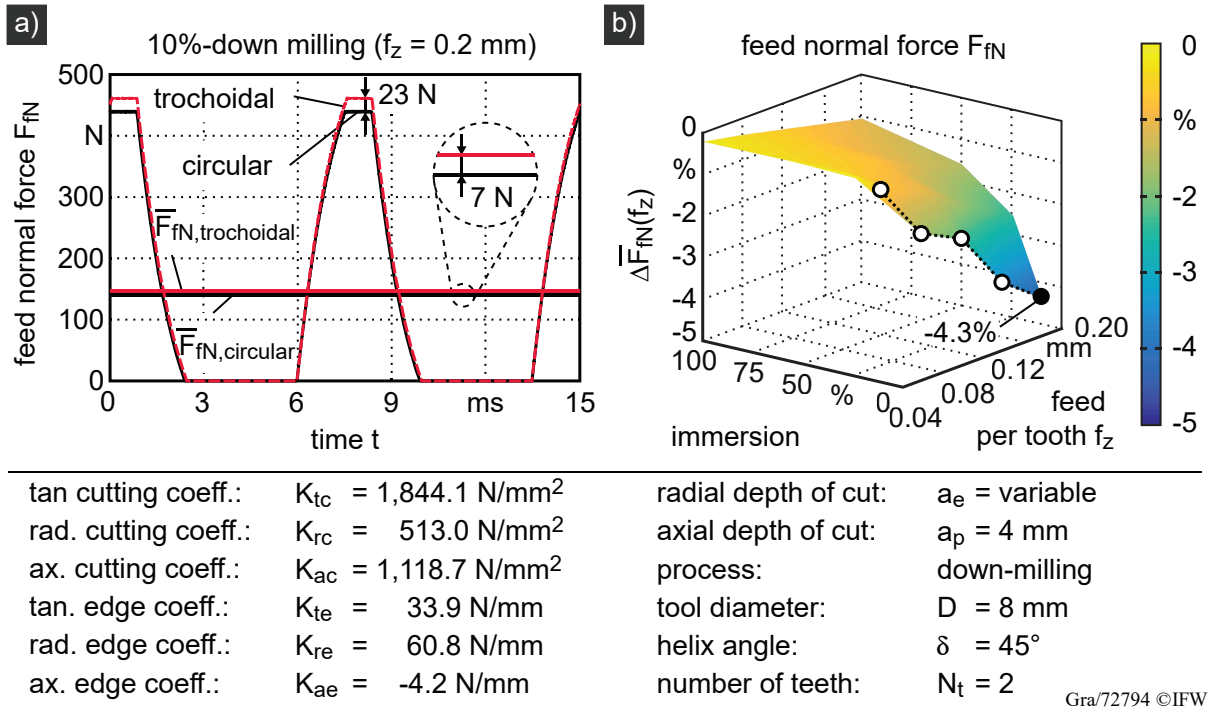 a)
10%-down milling (fz = 0.2 mm)
feed normal force FfN
500
N
300
200
100
0
trochoidal
circular
23 N
7 N
F̅fN,trochoidal
F̅fN,circular
0 3 6 9 ms 15
time t
b)
feed normal force FfN
ΔF̅fN(fz)
0
%
-2
-3
-4
-5
-4.3%
100 75 50 % 0
immersion
0.04 0.08 0.12 mm 0.20
feed
per tooth fz
0
%
-2
-3
-4
-5
tan cutting coeff.: Ktc = 1,844.1 N/mm²
rad. cutting coeff.: Krc = 513.0 N/mm²
ax. cutting coeff.: Kac = 1,118.7 N/mm²
tan. edge coeff.: Kte = 33.9 N/mm
rad. edge coeff.: Kre = 60.8 N/mm
ax. edge coeff.: Kae = -4.2 N/mm
radial depth of cut: ae = variable
axial depth of cut: ap = 4 mm
process: down-milling
tool diameter: D = 8 mm
helix angle: δ = 45°
number of teeth: Nt = 2
Gra/72794 ©IFW